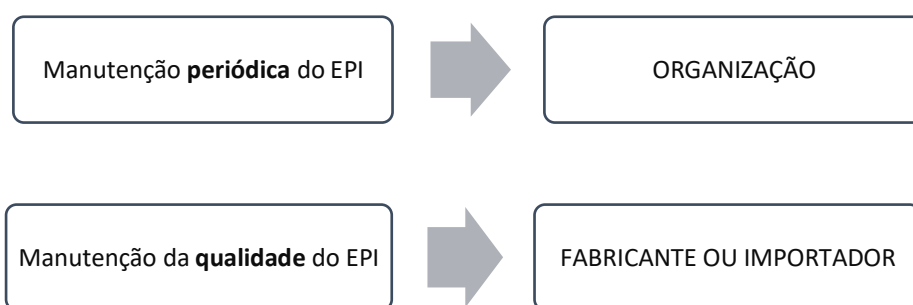 Manutenção periódica do EPI
ORGANIZAÇÃO
Manutenção da qualidade do EPI
FABRICANTE OU IMPORTADOR